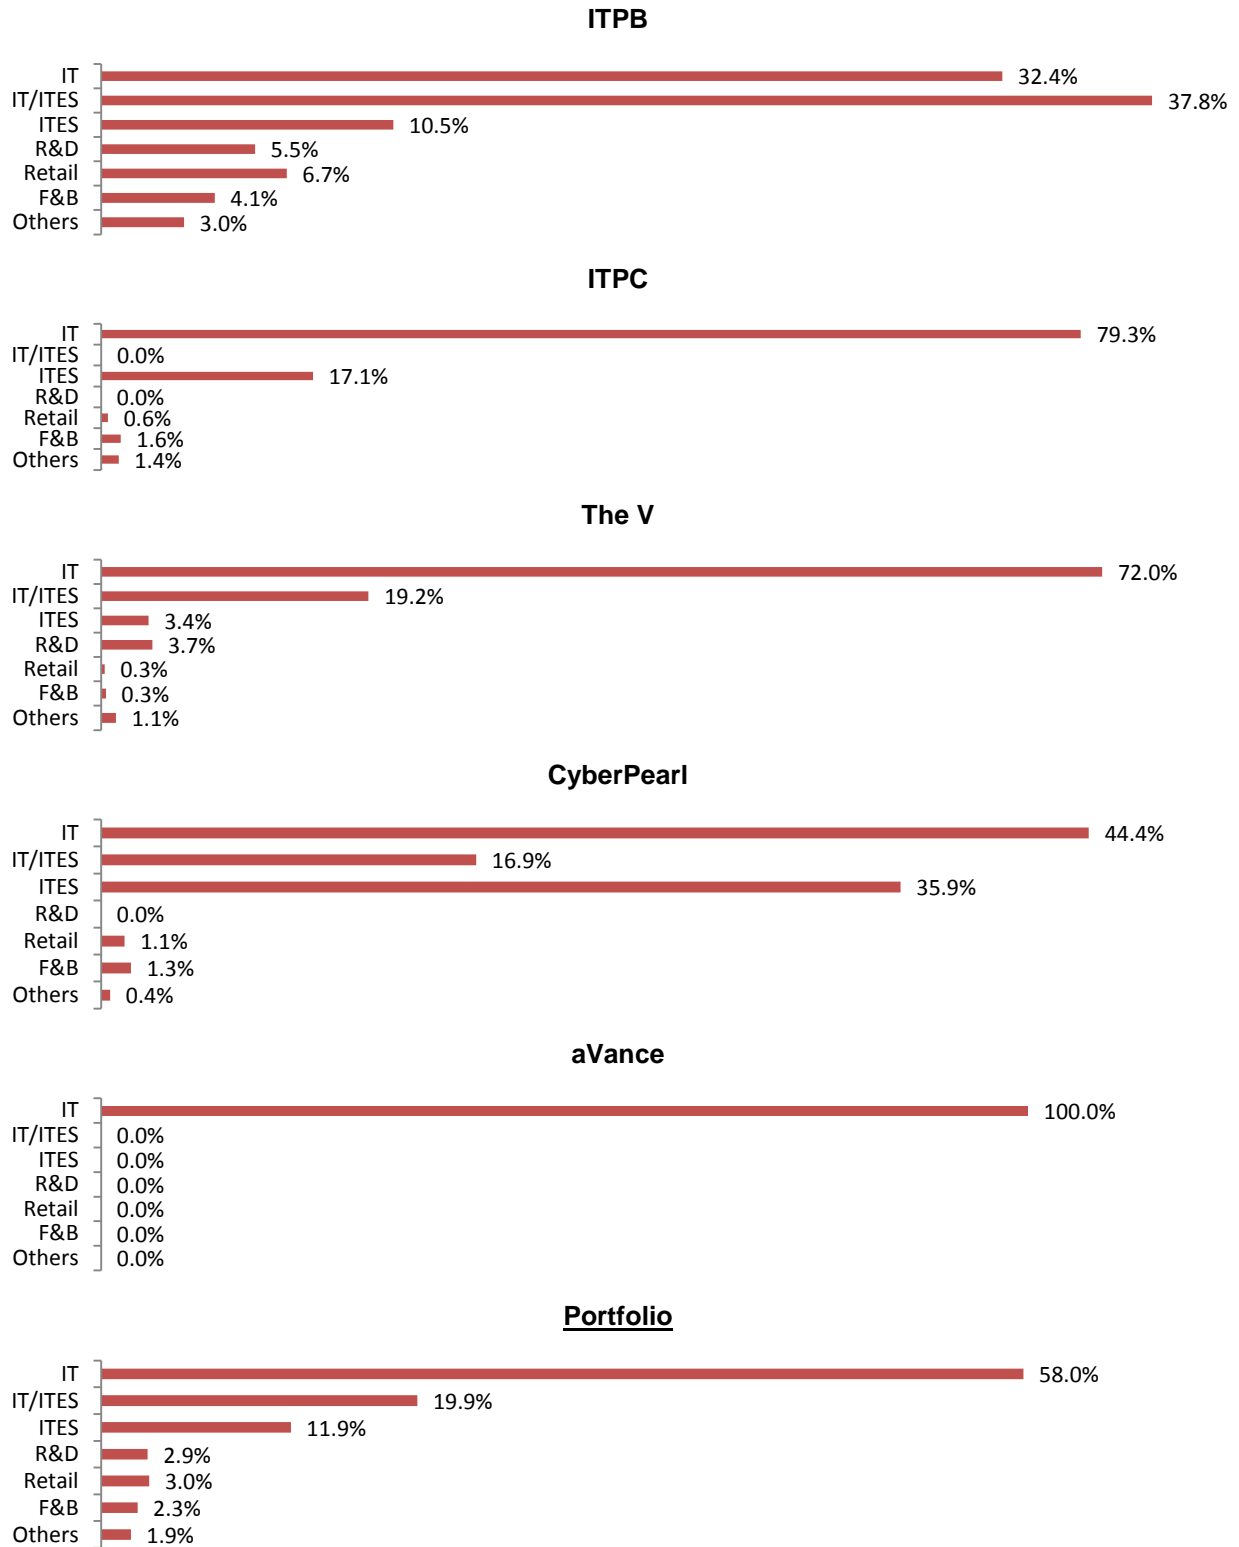 ITPB
IT 32.4%
IT/ITES 37.8%
ITES 10.5%
R&D 5.5%
Retail 6.7%
F&B 4.1%
Others 3.0%
ITPC
IT 79.3%
IT/ITES 0.0%
ITES 17.1%
R&D 0.0%
Retail 0.6%
F&B 1.6%
Others 1.4%
The V
IT 72.0%
IT/ITES 19.2%
ITES 3.4%
R&D 3.7%
Retail 0.3%
F&B 0.3%
Others 1.1%
CyberPearl
IT 44.4%
IT/ITES 16.9%
ITES 35.9%
R&D 0.0%
Retail 1.1%
F&B 1.3%
Others 0.4%
aVance
IT 100.0%
IT/ITES 0.0%
ITES 0.0%
R&D 0.0%
Retail 0.0%
F&B 0.0%
Others 0.0%
Portfolio
IT 58.0%
IT/ITES 19.9%
ITES 11.9%
R&D 2.9%
Retail 3.0%
F&B 2.3%
Others 1.9%